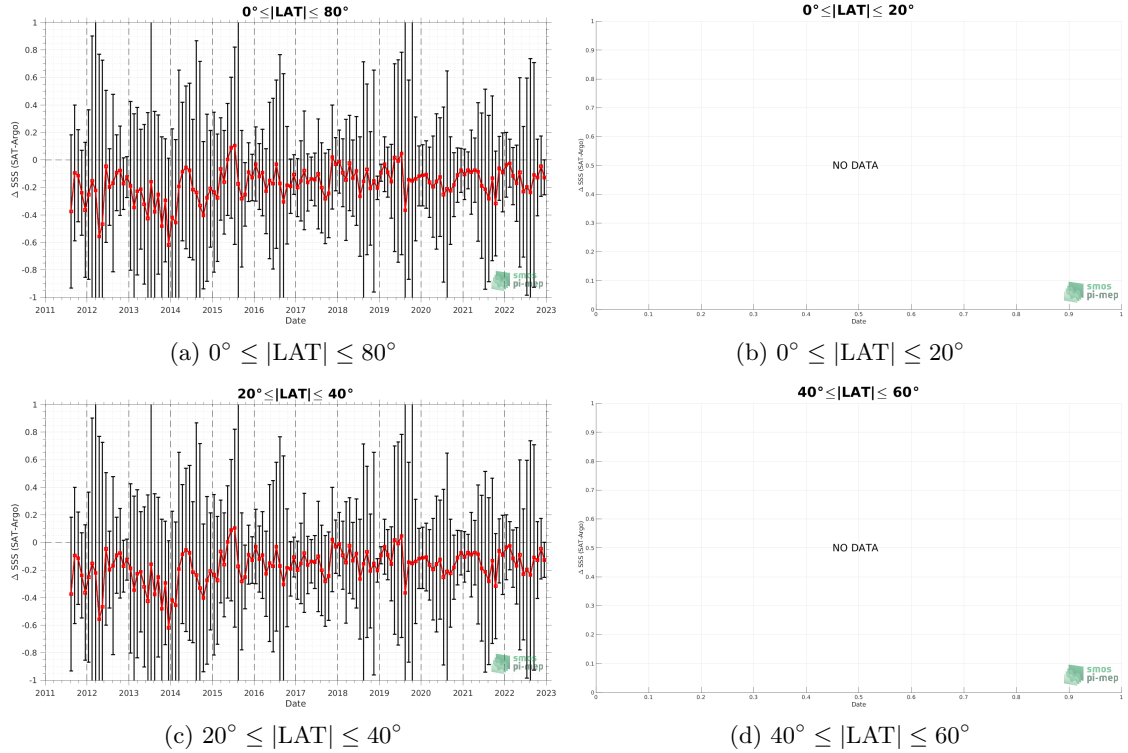 0°≤|LAT|≤ 80°
1
0.8
0.6
0.4
0.2
0
-0.2
-0.4
-0.6
-0.8
-1
Δ SSS (SAT-Argo)
2011 2012 2013 2014 2015 2016 2017 2018 2019 2020 2021 2022 2023
Date
smos
pi-mep
(a) 0° ≤ |LAT| ≤ 80°
0°≤|LAT|≤ 20°
1
0.9
0.8
0.7
0.6
0.5
0.4
0.3
0.2
0.1
0
Δ SSS (SAT-Argo)
NO DATA
0 0.1 0.2 0.3 0.4 0.5 0.6 0.7 0.8 0.9 1
Date
smos
pi-mep
(b) 0° ≤ |LAT| ≤ 20°
20°≤|LAT|≤ 40°
1
0.8
0.6
0.4
0.2
0
-0.2
-0.4
-0.6
-0.8
-1
Δ SSS (SAT-Argo)
2011 2012 2013 2014 2015 2016 2017 2018 2019 2020 2021 2022 2023
Date
smos
pi-mep
(c) 20° ≤ |LAT| ≤ 40°
40°≤|LAT|≤ 60°
1
0.9
0.8
0.7
0.6
0.5
0.4
0.3
0.2
0.1
0
Δ SSS (SAT-Argo)
NO DATA
0 0.1 0.2 0.3 0.4 0.5 0.6 0.7 0.8 0.9 1
Date
smos
pi-mep
(d) 40° ≤ |LAT| ≤ 60°